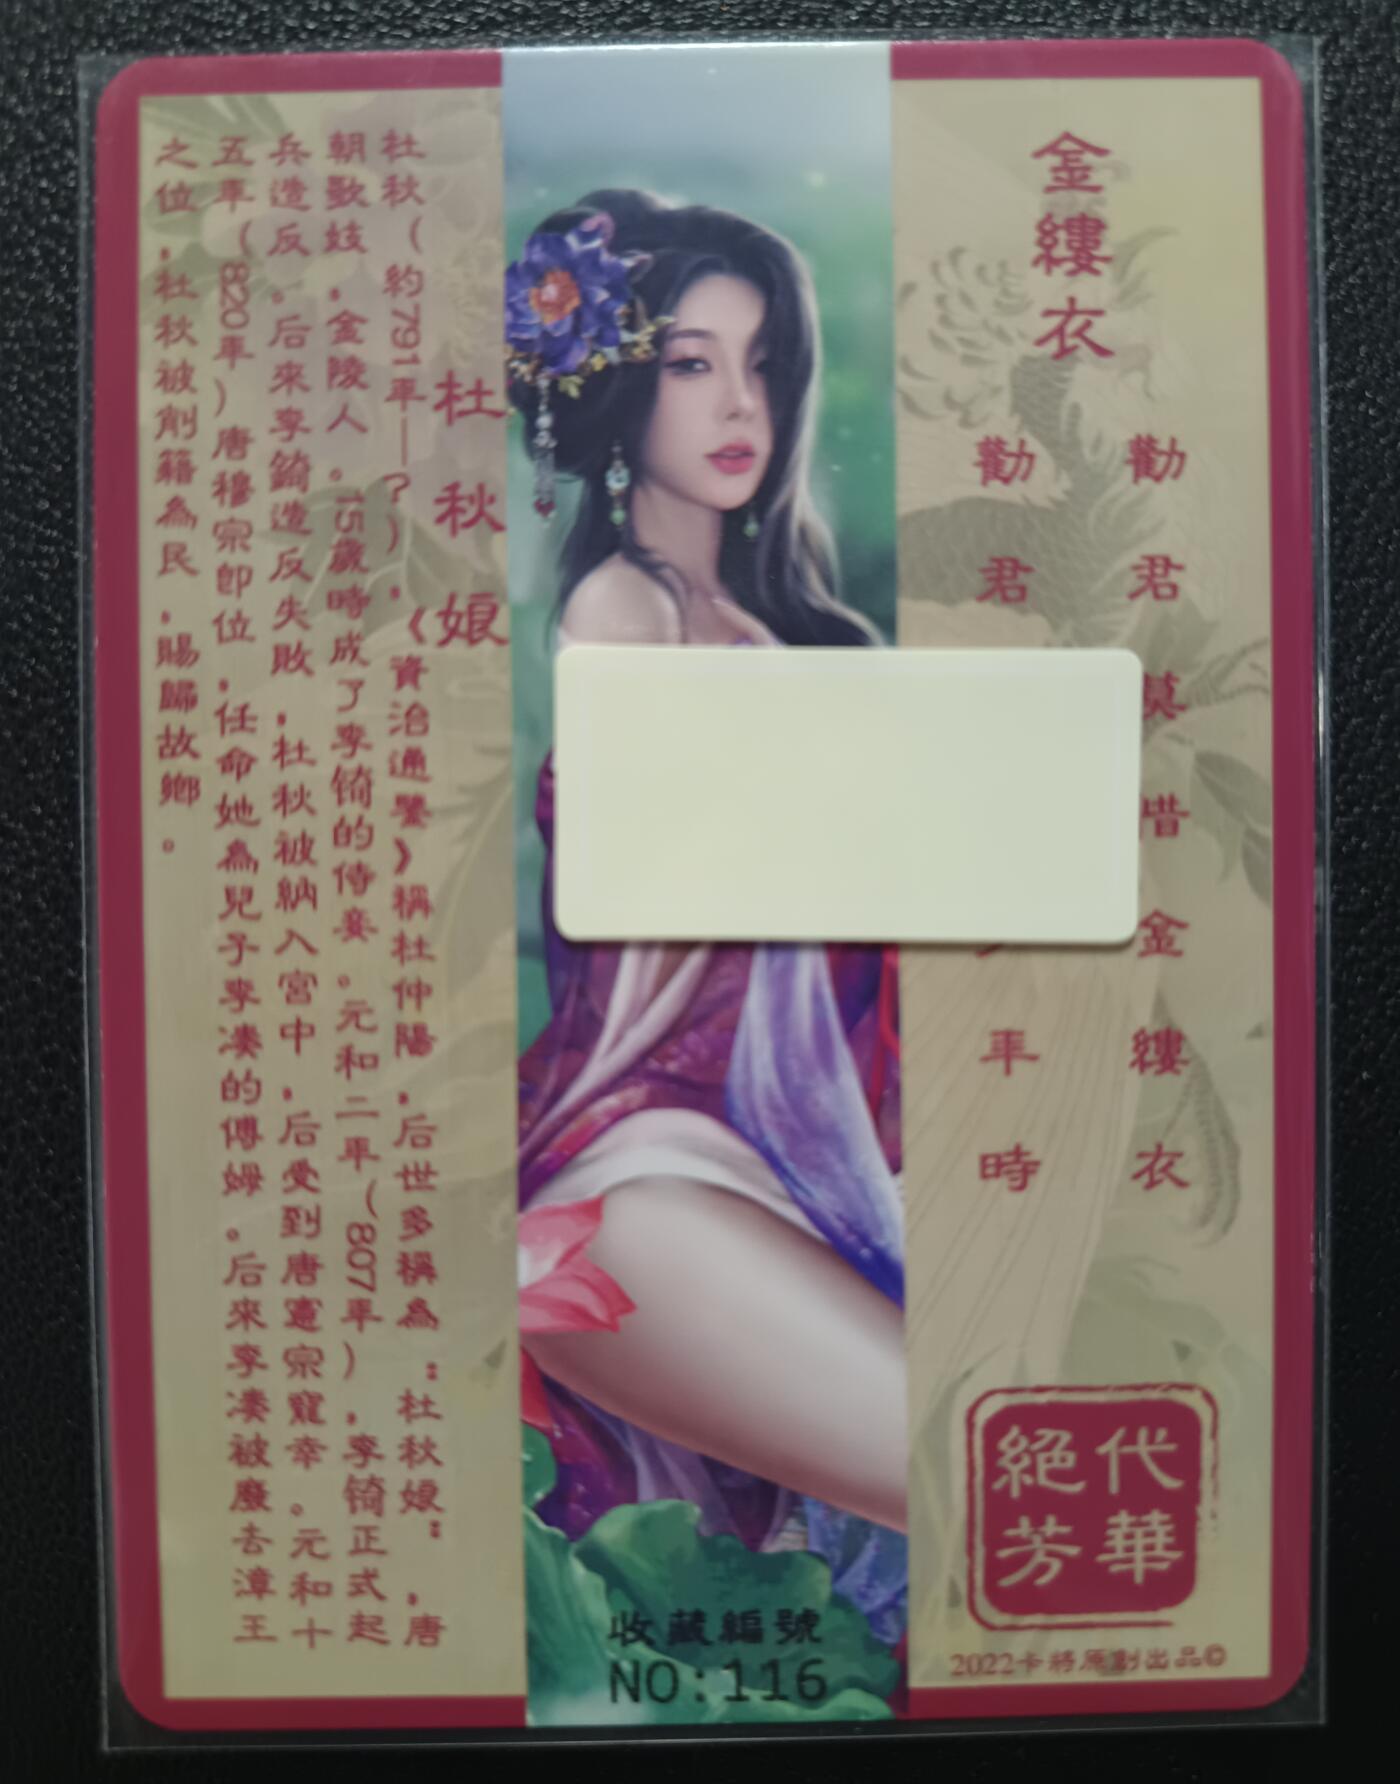 金縷衣
勸君莫惜金縷衣
勸君
年時
絕代
芳華
2022卡將原創出品©
收藏編號
NO:116
杜秋娘
杜秋(約791年—?),《資治通鑒》稱杜仲陽,后世多稱為:杜秋娘:,唐
朝歌妓,金陵人。15歲時成了李锜的侍妾。元和二年(807年),李锜正式起
兵造反。后來李錡造反失敗,杜秋被納入宮中,后受到唐憲宗寵幸。元和十
五年(820年)唐穆宗即位,任命她為兒子李凑的傅姆。后來李凑被廢去漳王
之位,杜秋被削籍為民,賜歸故鄉。